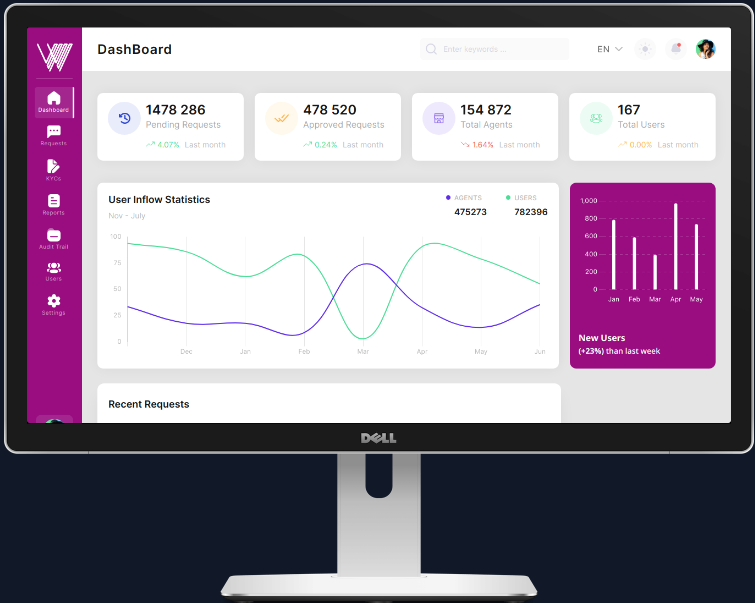 DashBoard
Enter keywords ...
EN
Dashboard
Requests
KYCs
Reports
Audit Trail
Users
Settings
1478 286
Pending Requests
4.07% Last month
478 520
Approved Requests
0.24% Last month
154 872
Total Agents
1.64% Last month
167
Total Users
0.00% Last month
User Inflow Statistics
Nov - July
AGENTS
475273
USERS
782396
100
75
50
25
0
Dec Jan Feb Mar Apr May Jun
1,000
800
600
400
200
0
Jan Feb Mar Apr May
New Users
(+23%) than last week
Recent Requests
DELL